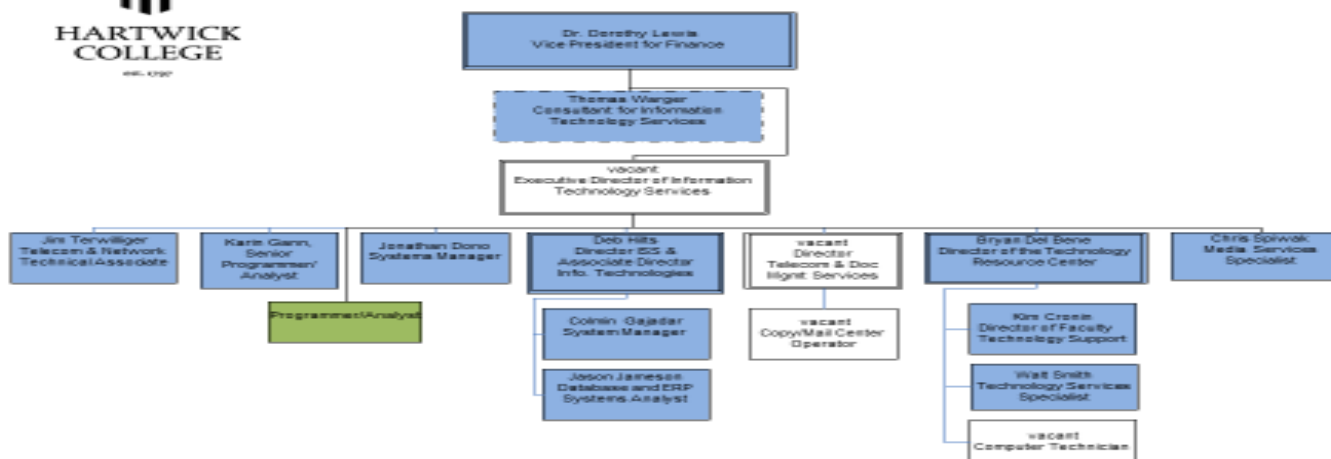 HARTWICK
COLLEGE
est. 1797
Dr. Dorothy Lewis
Vice President for Finance
Thomas Warger
Consultant for Information
Technology Services
vacant
Executive Director of Information
Technology Services
Jim Terwilliger
Telecom & Network
Technical Associate
Karin
Senior
Programmer/
Analyst
Jonathan Dono
Systems Manager
Deb Hilts
Director IS &
Associate Director
Info. Technologies
vacant
Director
Telecom & Doc
Mgmt Services
Bryan Del Bene
Director of the Technology
Resource Center
Chris Spiwak
Media Services
Specialist
Programmer/Analyst
Colmin Gajadar
System Manager
vacant
Copy/Mail Center
Operator
Kim Cronin
Director of Faculty
Technology Support
Jason Jameson
Database and ERP
Systems Analyst
Walt Smith
Technology Services
Specialist
vacant
Computer Technician